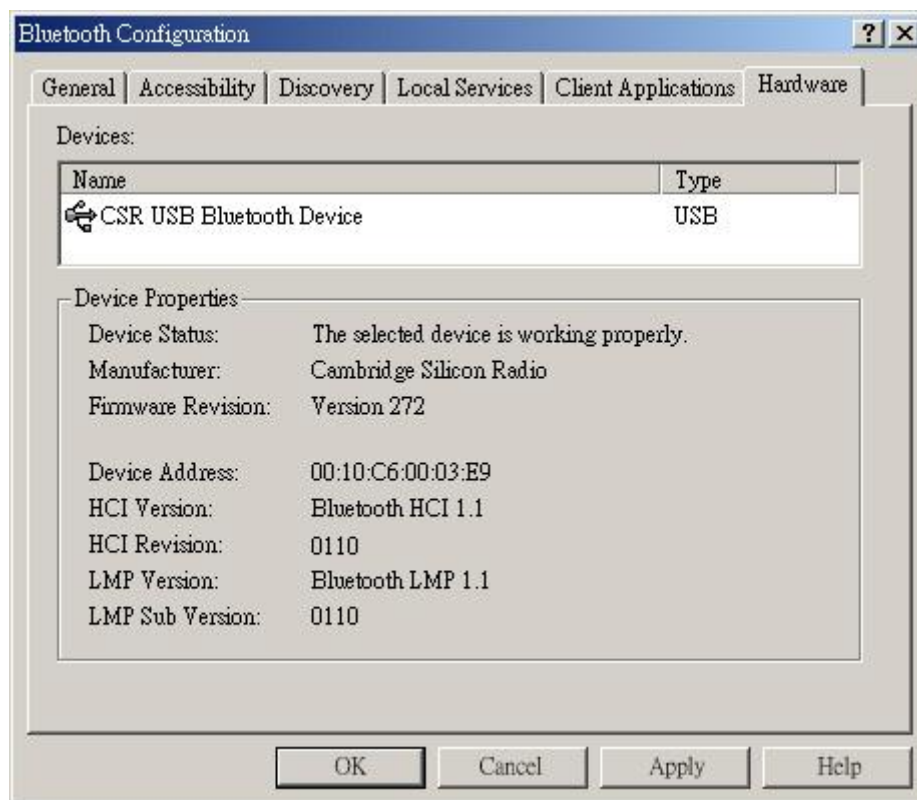 Bluetooth Configuration
General Accessibility Discovery Local Services Client Applications Hardware
Devices:
Name Type
CSR USB Bluetooth Device USB
Device Properties
Device Status: The selected device is working properly.
Manufacturer: Cambridge Silicon Radio
Firmware Revision: Version 272
Device Address: 00:10:C6:00:03:E9
HCI Version: Bluetooth HCI 1.1
HCI Revision: 0110
LMP Version: Bluetooth LMP 1.1
LMP Sub Version: 0110
OK Cancel Apply Help